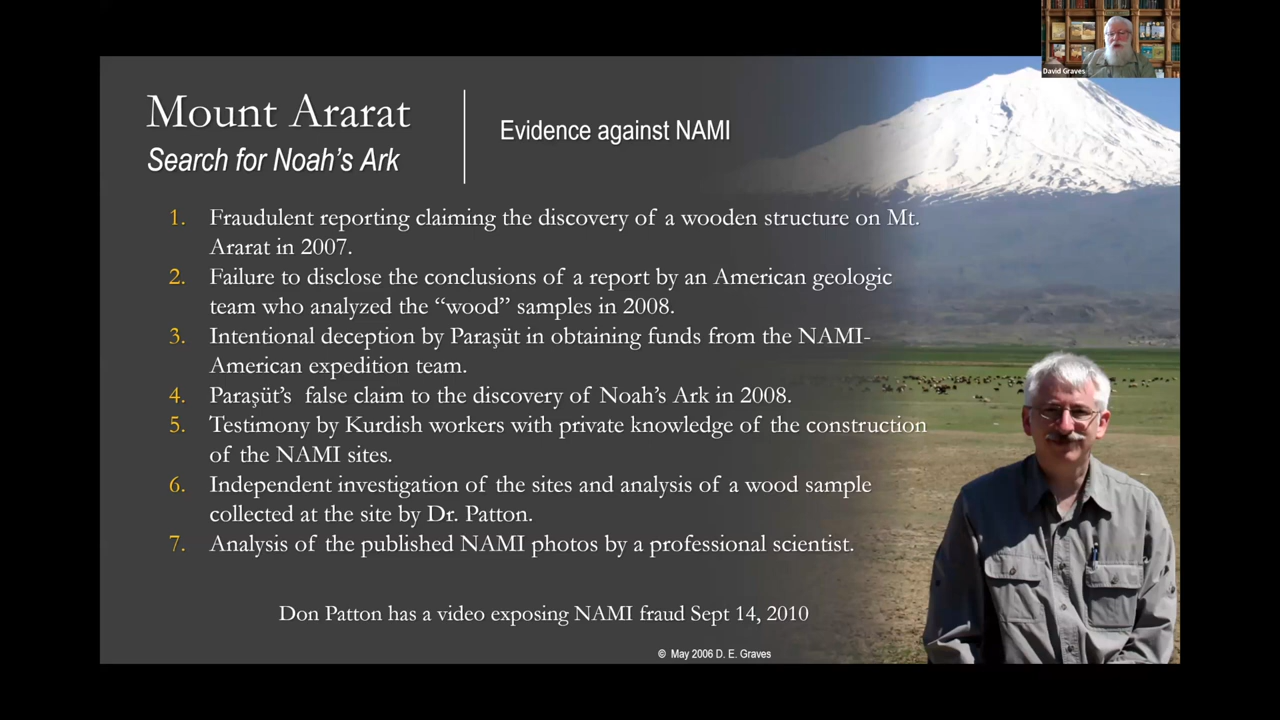 David Graves
Mount Ararat
Search for Noah's Ark
Evidence against NAMI
1. Fraudulent reporting claiming the discovery of a wooden structure on Mt.
Ararat in 2007.
2. Failure to disclose the conclusions of a report by an American geologic
team who analyzed the “wood” samples in 2008.
3. Intentional deception by Paraşüt in obtaining funds from the NAMI-
American expedition team.
4. Paraşüt’s false claim to the discovery of Noah’s Ark in 2008.
5. Testimony by Kurdish workers with private knowledge of the construction
of the NAMI sites.
6. Independent investigation of the sites and analysis of a wood sample
collected at the site by Dr. Patton.
7. Analysis of the published NAMI photos by a professional scientist.
Don Patton has a video exposing NAMI fraud Sept 14, 2010
© May 2006 D. E. Graves